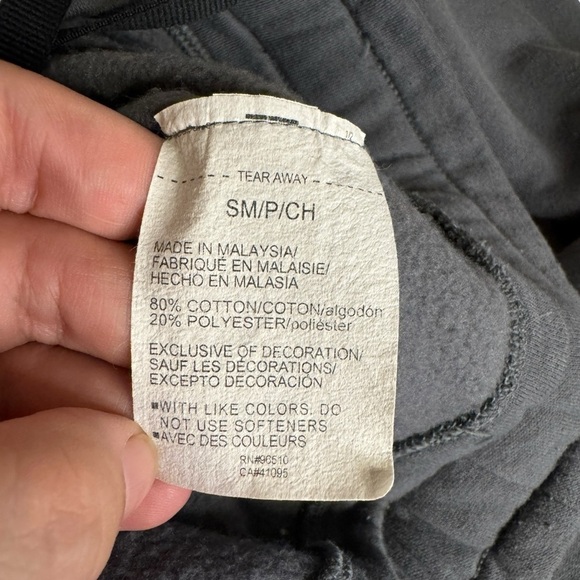 TEAR AWAY
SM/P/CH
MADE IN MALAYSIA/
FABRIQUÉ EN MALAISIE/
HECHO EN MALASIA
80% COTTON/COTON/algodón
20% POLYESTER/poliéster
EXCLUSIVE OF DECORATION/
SAUF LES DÉCORATIONS/
EXCEPTO DECORACIÓN
■WITH LIKE COLORS. DO
NOT USE SOFTENERS
■AVEC DES COULEURS
RN#90510
CA#41095